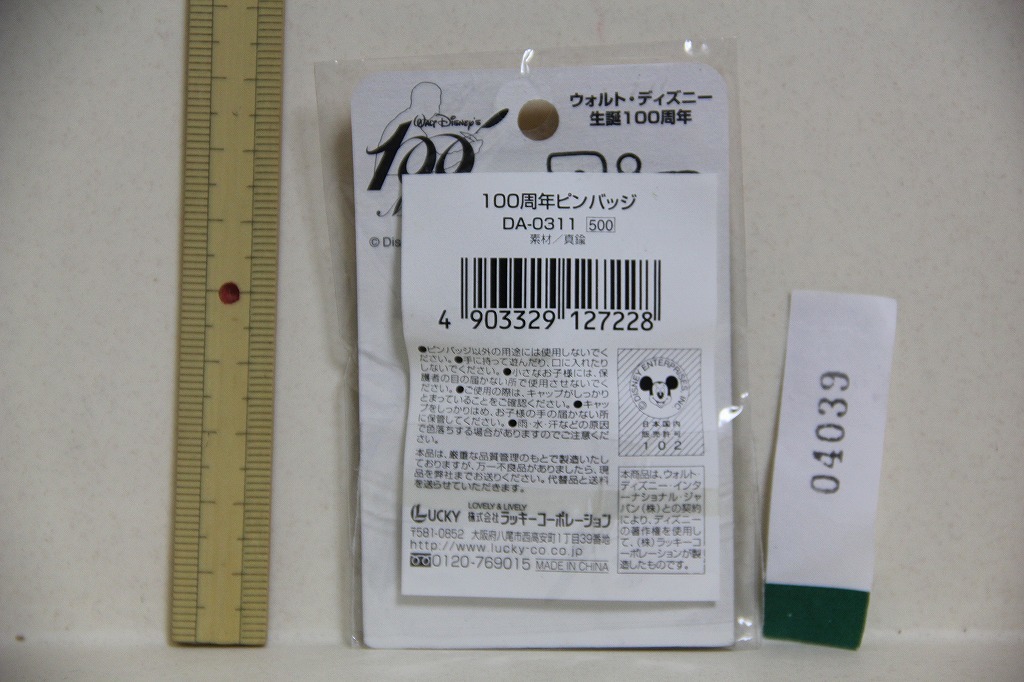 ウォルト・ディズニー
生誕100周年
WALT DISNEY'S
100
© Dis
100周年ピンバッジ
DA-0311 500
素材／真鍮
4 903329 127228
●ピンバッジ以外の用途には使用しないでく
ださい。●手に持って遊んだり、口に入れたり
しないでください。●小さなお子様には、保
護者の目の届かない所で使用させないでく
ださい。●ご使用の際は、キャップがしっかり
とまっていることをご確認ください。●キャッ
プをしっかりはめ、お子様の手の届かない所
に保管してください。●雨・水・汗などの原因
で色落ちする場合がありますのでご注意くだ
さい。
本品は、厳重な品質管理のもとで製造いたし
ておりますが、万一不良品がありましたら、現
品を弊社までお送りください。代替品と送料
を送らせていただきます。
© DISNEY ENTERPRISES, INC.
日本国内
販売許可
102
本商品は、ウォルト
ディズニー・インタ
ーナショナル・ジャ
パン(株)との契約
により、ディズニー
の著作権を使用し
て、(株)ラッキーコ
ーポレーションが製
造したものです。
LOVELY & LIVELY
LUCKY 株式会社ラッキーコーポレーション
〒581-0852 大阪府八尾市西高安町1丁目39番地
http://www.lucky-co.co.jp
0120-769015 MADE IN CHINA
04039